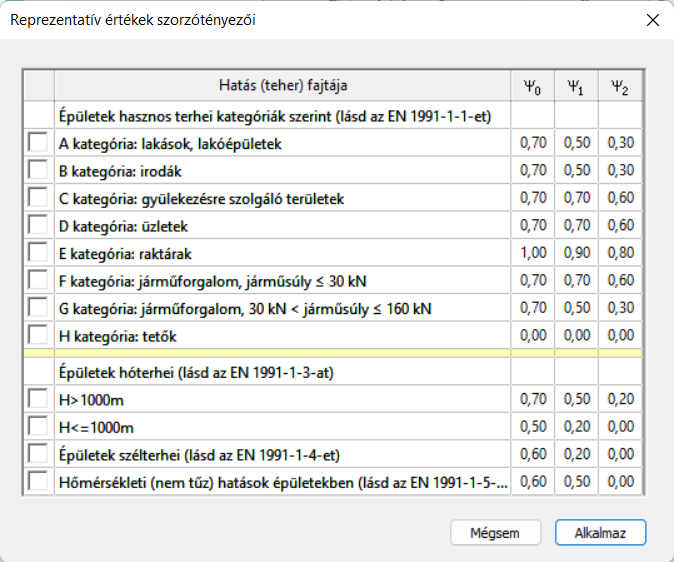 Reprezentatív értékek szorzótényezői
Hatás (teher) fajtája Ψ0 Ψ1 Ψ2
Épületek hasznos terhei kategóriák szerint (lásd az EN 1991-1-1-et)
A kategória: lakások, lakóépületek 0,70 0,50 0,30
B kategória: irodák 0,70 0,50 0,30
C kategória: gyülekezésre szolgáló területek 0,70 0,70 0,60
D kategória: üzletek 0,70 0,70 0,60
E kategória: raktárak 1,00 0,90 0,80
F kategória: járműforgalom, járműsúly ≤ 30 kN 0,70 0,70 0,60
G kategória: járműforgalom, 30 kN < járműsúly ≤ 160 kN 0,70 0,50 0,30
H kategória: tetők 0,00 0,00 0,00
Épületek hóterhei (lásd az EN 1991-1-3-at)
H>1000m 0,70 0,50 0,20
H<=1000m 0,50 0,20 0,00
Épületek szélterhei (lásd az EN 1991-1-4-et) 0,60 0,20 0,00
Hőmérsékleti (nem tűz) hatások épületekben (lásd az EN 1991-1-5-... 0,60 0,50 0,00
Mégsem Alkalmaz